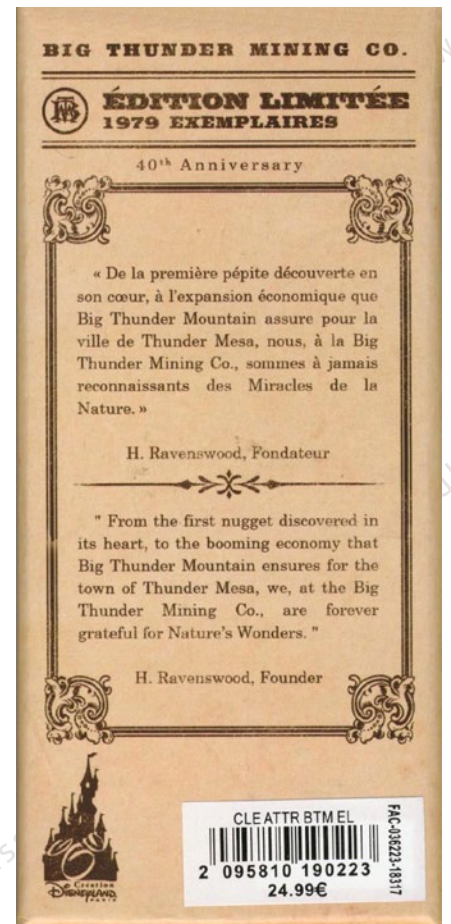 BIG THUNDER MINING CO.
ÉDITION LIMITÉE
1979 EXEMPLAIRES
40th Anniversary
« De la première pépite découverte en
son cœur, à l'expansion économique que
Big Thunder Mountain assure pour la
ville de Thunder Mesa, nous, à la Big
Thunder Mining Co., sommes à jamais
reconnaissants des Miracles de la
Nature. »
H. Ravenswood, Fondateur
" From the first nugget discovered in
its heart, to the booming economy that
Big Thunder Mountain ensures for the
town of Thunder Mesa, we, at the Big
Thunder Mining Co., are forever
grateful for Nature's Wonders. "
H. Ravenswood, Founder
Création
Disneyland
PARIS
CLE ATTR BTM EL
2 095810 190223
24.99€
FAC-036223-18317